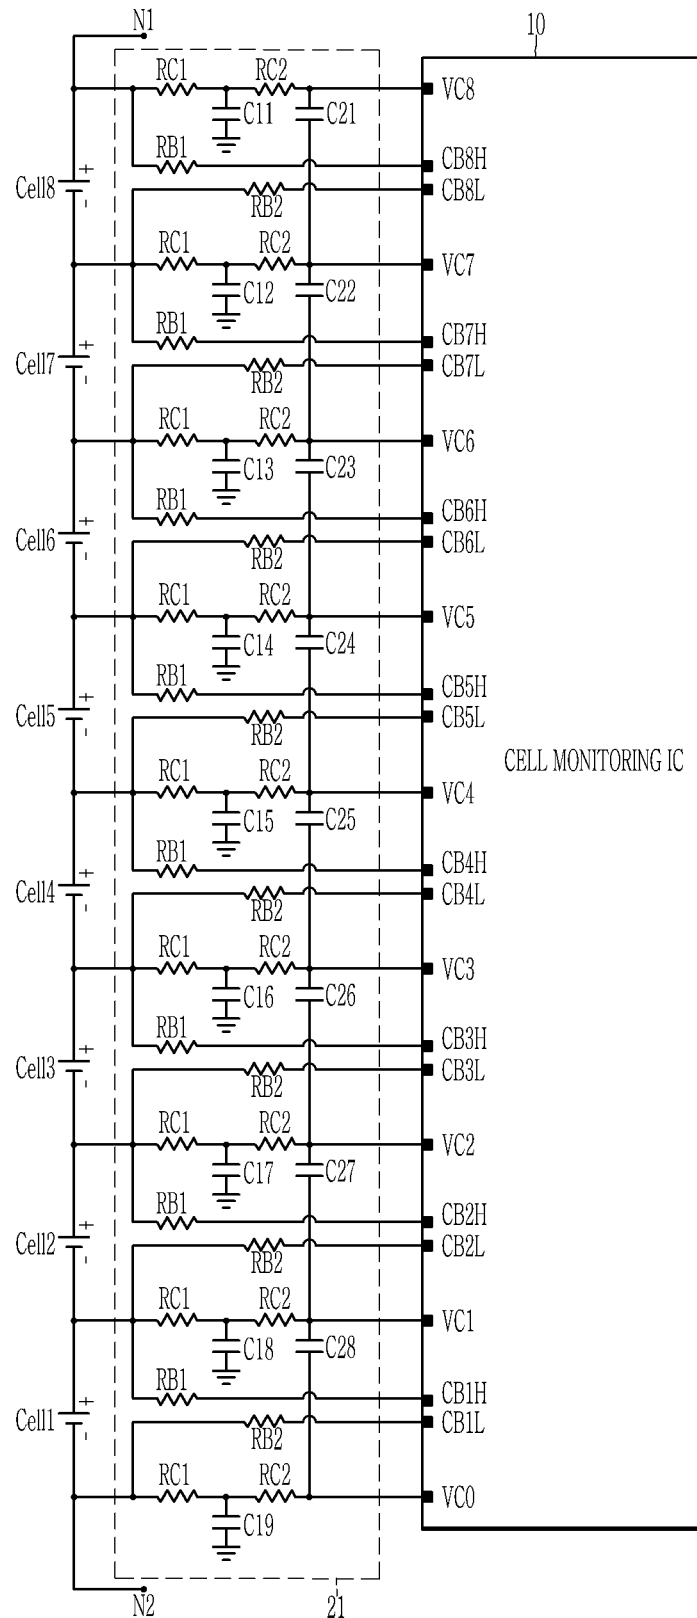 N1
10
RC1 RC2 VC8
C11 C21
RB1 CB8H
Cell8 + -
RB2 CB8L
RC1 RC2 VC7
C12 C22
RB1 CB7H
Cell7 + -
RB2 CB7L
RC1 RC2 VC6
C13 C23
RB1 CB6H
Cell6 + -
RB2 CB6L
RC1 RC2 VC5
C14 C24
RB1 CB5H
Cell5 + -
RB2 CB5L
CELL MONITORING IC
RC1 RC2 VC4
C15 C25
RB1 CB4H
Cell4 + -
RB2 CB4L
RC1 RC2 VC3
C16 C26
RB1 CB3H
Cell3 + -
RB2 CB3L
RC1 RC2 VC2
C17 C27
RB1 CB2H
Cell2 + -
RB2 CB2L
RC1 RC2 VC1
C18 C28
RB1 CB1H
Cell1 + -
RB2 CB1L
RC1 RC2 VC0
C19
N2
21